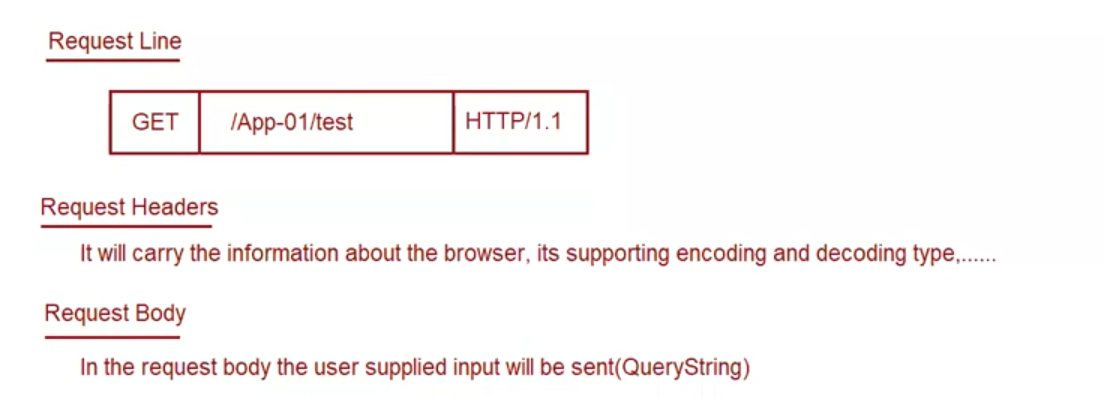 Request Line
GET /App-01/test HTTP/1.1
Request Headers
It will carry the information about the browser, its supporting encoding and decoding type,......
Request Body
In the request body the user supplied input will be sent(QueryString)